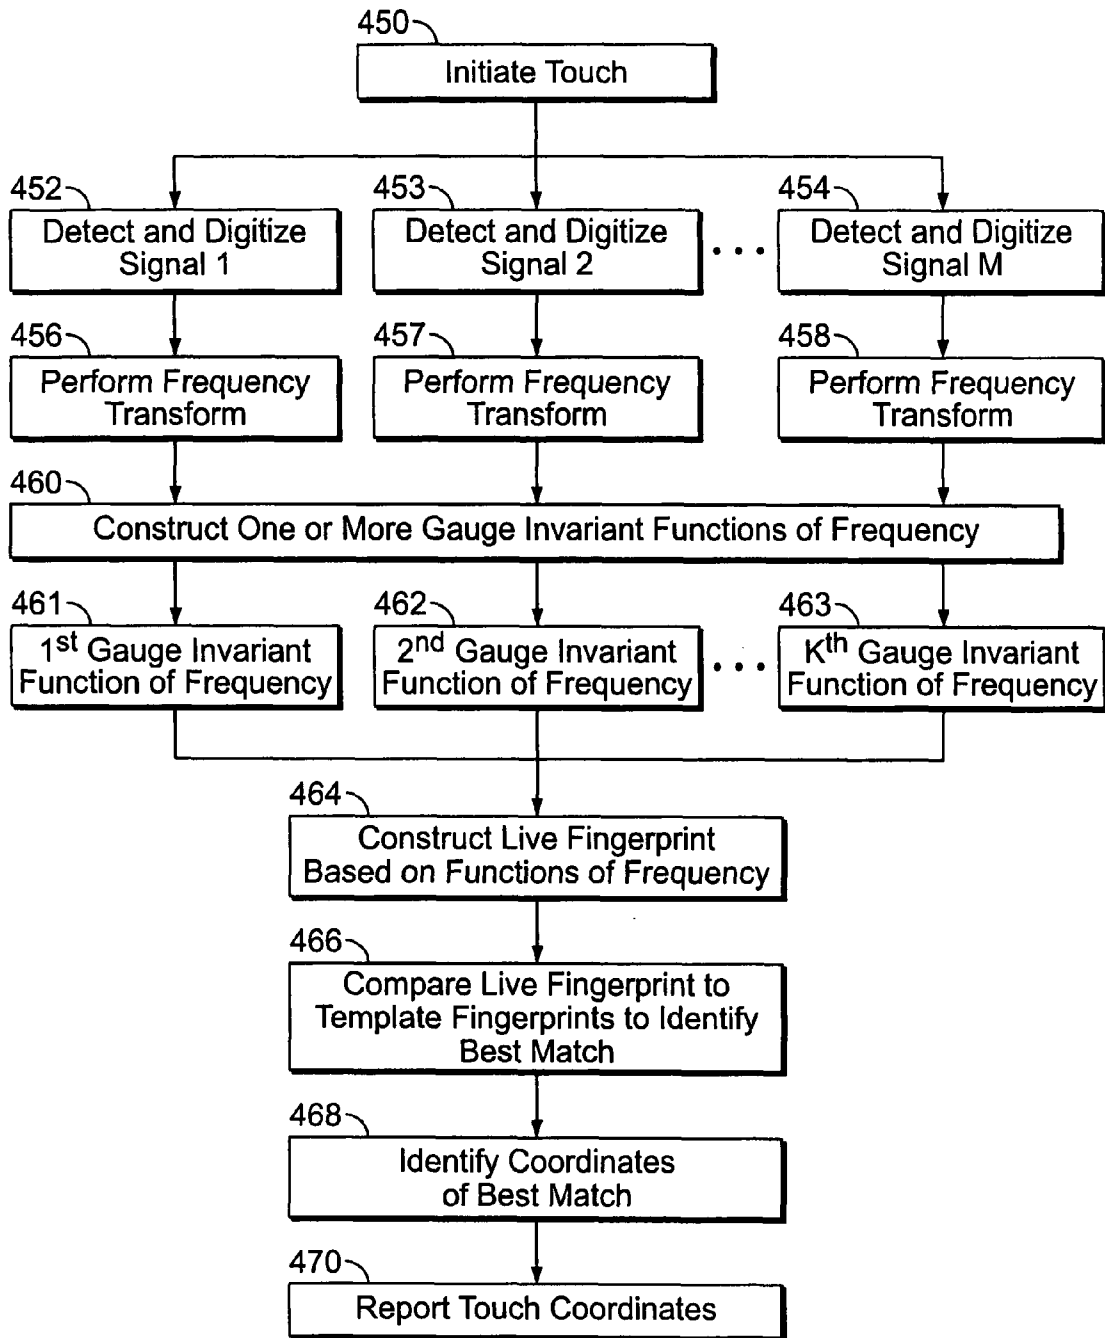 450
Initiate Touch
452
453
454
Detect and Digitize
Signal 1
Detect and Digitize
Signal 2
Detect and Digitize
Signal M
456
457
458
Perform Frequency
Transform
Perform Frequency
Transform
Perform Frequency
Transform
460
Construct One or More Gauge Invariant Functions of Frequency
461
462
463
1st Gauge Invariant
Function of Frequency
2nd Gauge Invariant
Function of Frequency
Kth Gauge Invariant
Function of Frequency
464
Construct Live Fingerprint
Based on Functions of Frequency
466
Compare Live Fingerprint to
Template Fingerprints to Identify
Best Match
468
Identify Coordinates
of Best Match
470
Report Touch Coordinates